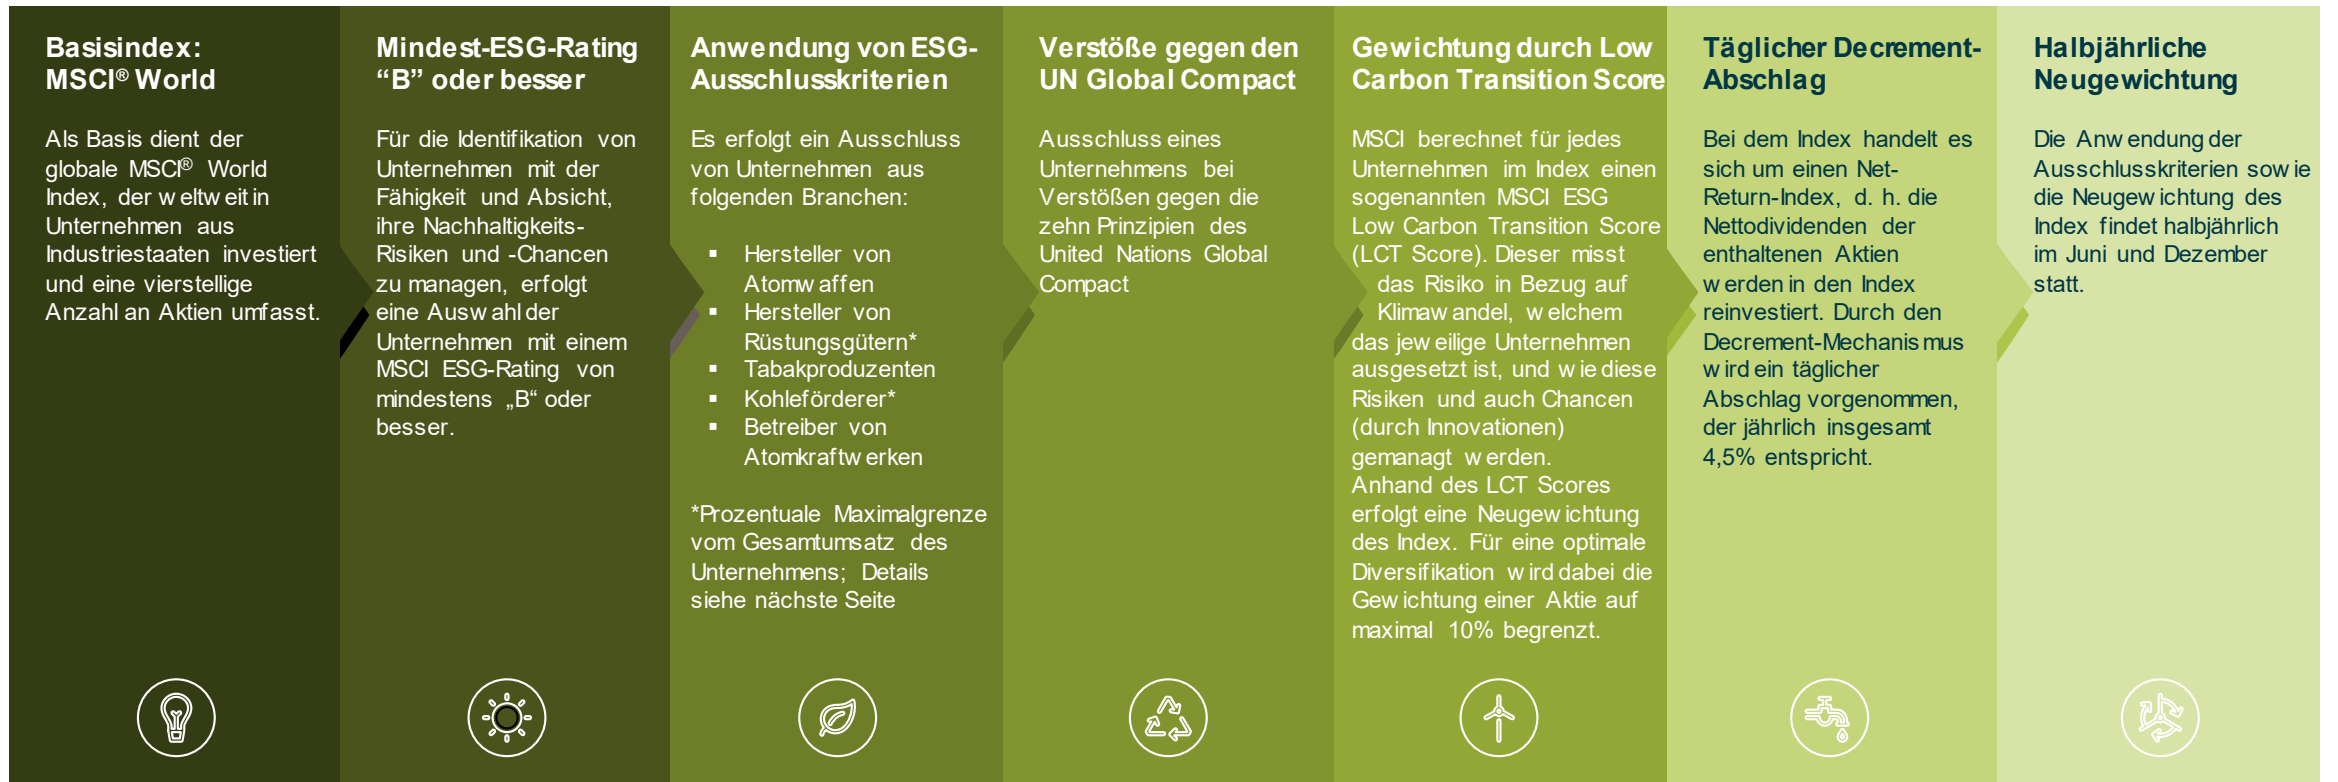 Basisindex:
MSCI® World
Als Basis dient der
globale MSCI® World
Index, der weltweit in
Unternehmen aus
Industriestaaten investiert
und eine vierstellige
Anzahl an Aktien umfasst.
Mindest-ESG-Rating
“B” oder besser
Für die Identifikation von
Unternehmen mit der
Fähigkeit und Absicht,
ihre Nachhaltigkeits-
Risiken und -Chancen
zu managen, erfolgt
eine Auswahl der
Unternehmen mit einem
MSCI ESG-Rating von
mindestens „B“ oder
besser.
Anwendung von ESG-
Ausschlusskriterien
Es erfolgt ein Ausschluss
von Unternehmen aus
folgenden Branchen:
▪ Hersteller von
Atomwaffen
▪ Hersteller von
Rüstungsgütern*
▪ Tabakproduzenten
▪ Kohleförderer*
▪ Betreiber von
Atomkraftwerken
*Prozentuale Maximalgrenze
vom Gesamtumsatz des
Unternehmens; Details
siehe nächste Seite
Verstöße gegen den
UN Global Compact
Ausschluss eines
Unternehmens bei
Verstößen gegen die
zehn Prinzipien des
United Nations Global
Compact
Gewichtung durch Low
Carbon Transition Score
MSCI berechnet für jedes
Unternehmen im Index einen
sogenannten MSCI ESG
Low Carbon Transition Score
(LCT Score). Dieser misst
das Risiko in Bezug auf
Klimawandel, welchem
das jeweilige Unternehmen
ausgesetzt ist, und wie diese
Risiken und auch Chancen
(durch Innovationen)
gemanagt werden.
Anhand des LCT Scores
erfolgt eine Neugewichtung
des Index. Für eine optimale
Diversifikation wird dabei die
Gewichtung einer Aktie auf
maximal 10% begrenzt.
Täglicher Decrement-
Abschlag
Bei dem Index handelt es
sich um einen Net-
Return-Index, d. h. die
Nettodividenden der
enthaltenen Aktien
werden in den Index
reinvestiert. Durch den
Decrement-Mechanismus
wird ein täglicher
Abschlag vorgenommen,
der jährlich insgesamt
4,5% entspricht.
Halbjährliche
Neugewichtung
Die Anwendung der
Ausschlusskriterien sowie
die Neugewichtung des
Index findet halbjährlich
im Juni und Dezember
statt.